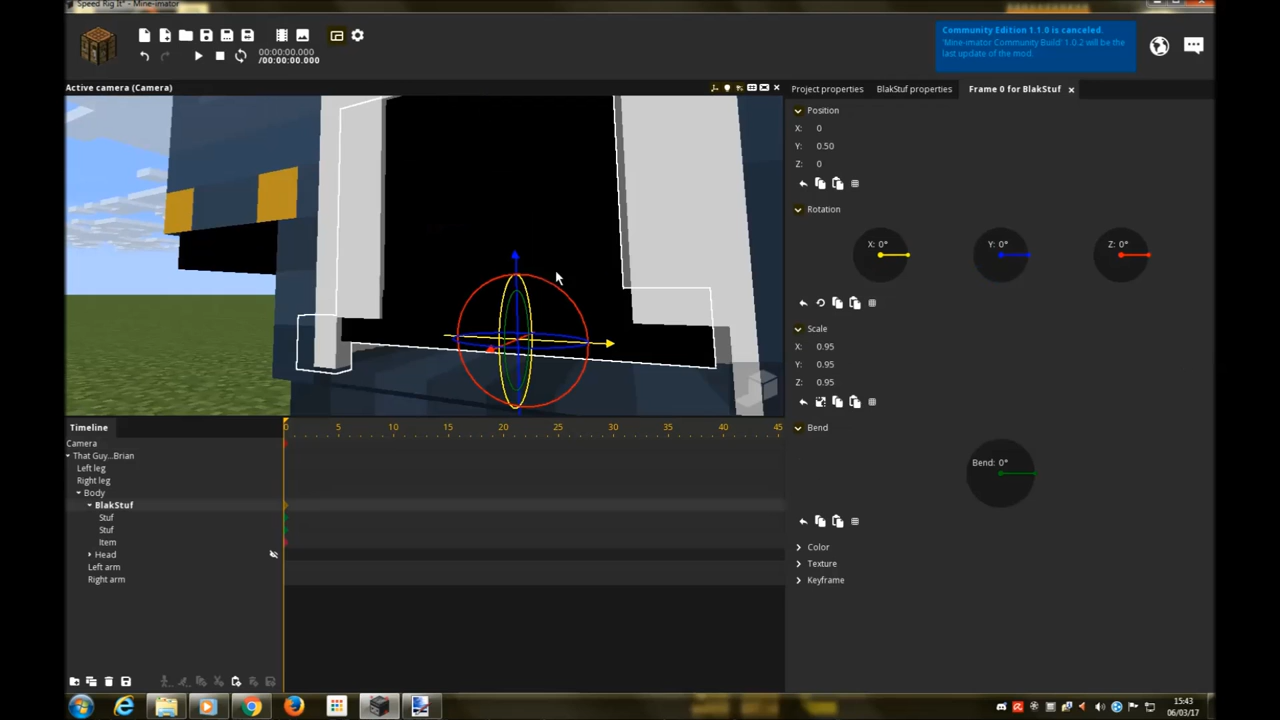 Speed Rig It* - Mine-imator
00:00:00.000
/00:00:00.000
Community Edition 1.1.0 is canceled.
'Mine-imator Community Build' 1.0.2 will be the
last update of the mod.
Active camera (Camera)
Project properties
BlakStuf properties
Frame 0 for BlakStuf
Position
X: 0
Y: 0.50
Z: 0
Rotation
X: 0°
Y: 0°
Z: 0°
Scale
X: 0.95
Y: 0.95
Z: 0.95
Bend
Bend: 0°
Color
Texture
Keyframe
Timeline
0 5 10 15 20 25 30 35 40 45
Camera
That Guy...Brian
Left leg
Right leg
Body
BlakStuf
Stuf
Stuf
Item
Head
Left arm
Right arm
15:43
06/03/17